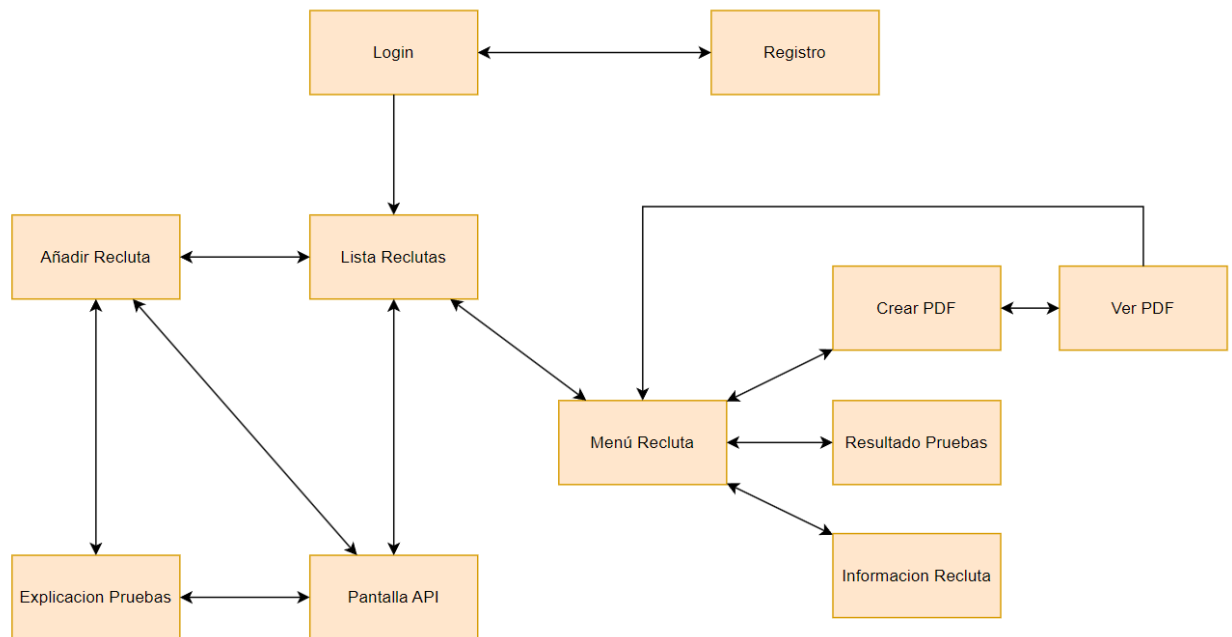 Login
Registro
Añadir Recluta
Lista Reclutas
Crear PDF
Ver PDF
Menú Recluta
Resultado Pruebas
Informacion Recluta
Explicacion Pruebas
Pantalla API